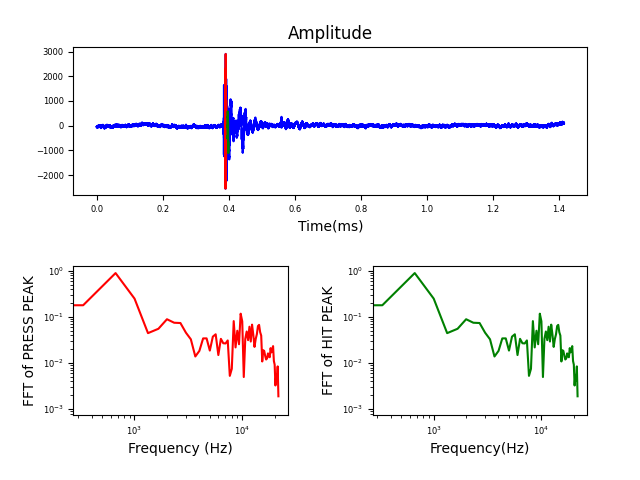 Amplitude
3000
2000
1000
0
−1000
−2000
0.0 0.2 0.4 0.6 0.8 1.0 1.2 1.4
Time(ms)
FFT of PRESS PEAK
10⁰
10⁻¹
10⁻²
10⁻³
10³ 10⁴
Frequency (Hz)
FFT of HIT PEAK
10⁰
10⁻¹
10⁻²
10⁻³
10³ 10⁴
Frequency(Hz)